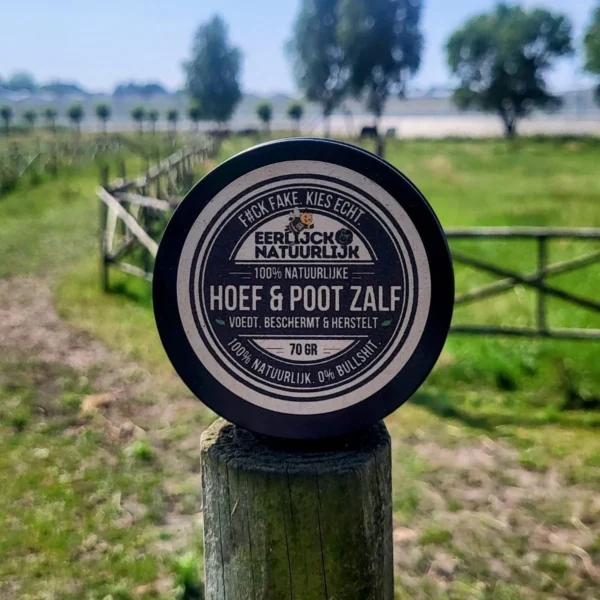 F#CK FAKE. KIES ECHT.
EERLIJCK
NATUURLIJK
100% NATUURLIJKE
HOEF & POOT ZALF
VOEDT, BESCHERMT & HERSTELT
70 GR
100% NATUURLIJK. 0% BULLSHIT.